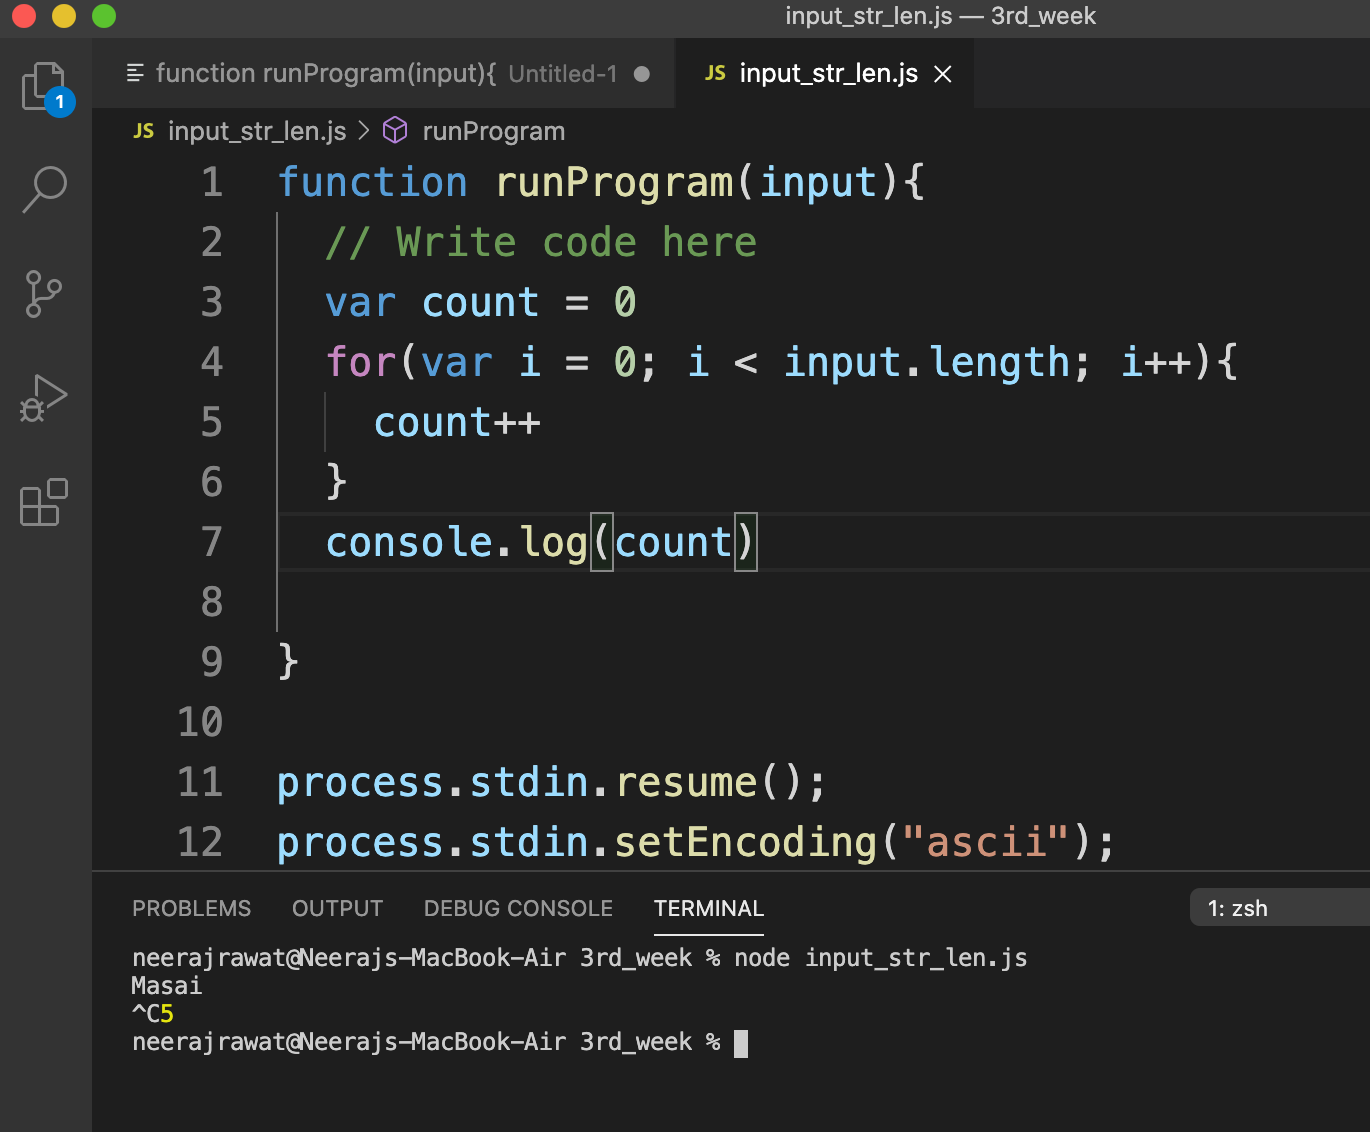 input_str_len.js — 3rd_week
function runProgram(input){ Untitled-1
JS input_str_len.js
1
JS input_str_len.js > runProgram
1 function runProgram(input){
2 // Write code here
3 var count = 0
4 for(var i = 0; i < input.length; i++){
5 count++
6 }
7 console.log(count)
8
9 }
10
11 process.stdin.resume();
12 process.stdin.setEncoding("ascii");
PROBLEMS OUTPUT DEBUG CONSOLE TERMINAL 1: zsh
neerajrawat@Neerajs-MacBook-Air 3rd_week % node input_str_len.js
Masai
^C5
neerajrawat@Neerajs-MacBook-Air 3rd_week %